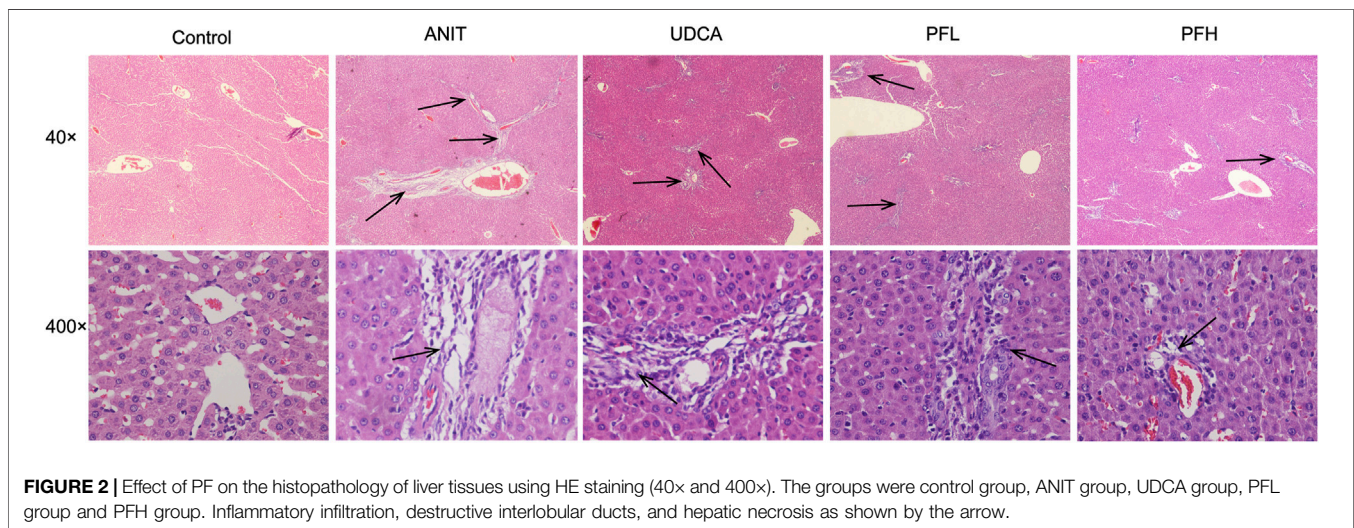 Control ANIT UDCA PFL PFH
40×
400×
FIGURE 2 | Effect of PF on the histopathology of liver tissues using HE staining (40× and 400×). The groups were control group, ANIT group, UDCA group, PFL
group and PFH group. Inflammatory infiltration, destructive interlobular ducts, and hepatic necrosis as shown by the arrow.